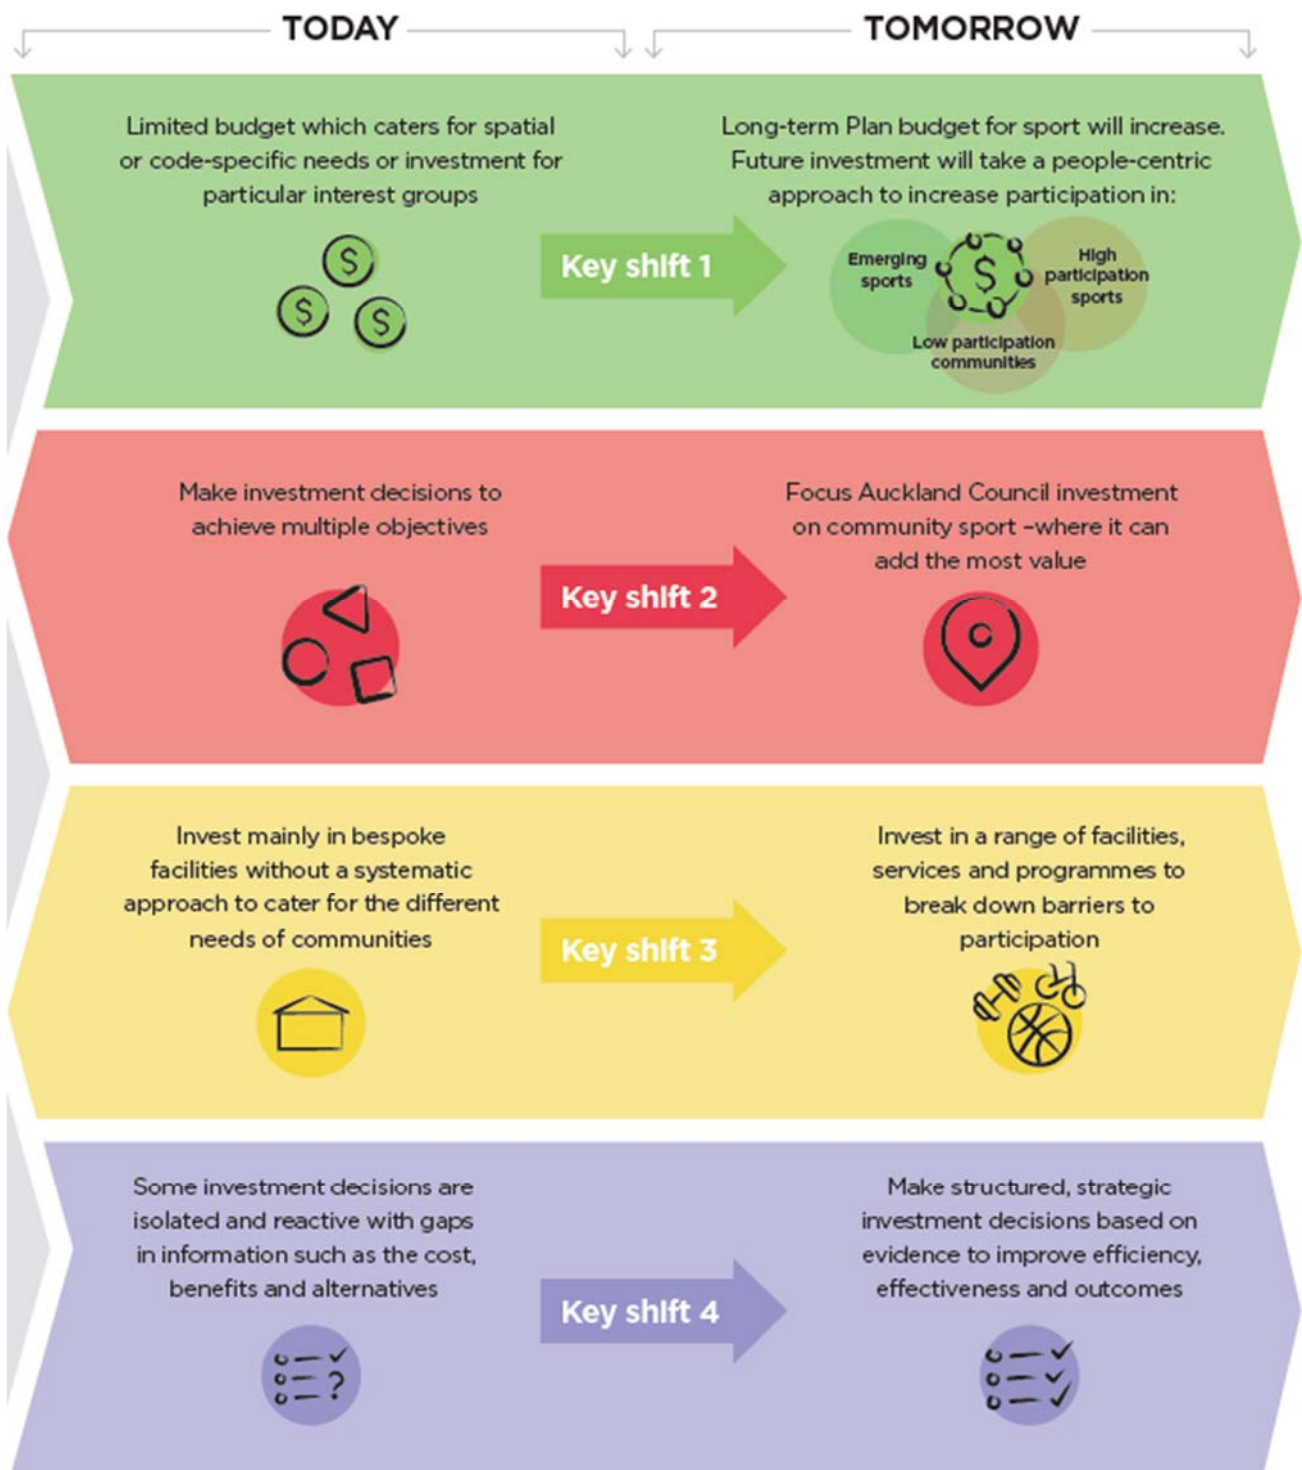 TODAY
TOMORROW
Limited budget which caters for spatial
or code-specific needs or investment for
particular interest groups
$
$
$
Key shift 1
Long-term Plan budget for sport will increase.
Future investment will take a people-centric
approach to increase participation in:
Emerging
sports
$
High
participation
sports
Low participation
communities
Make investment decisions to
achieve multiple objectives
Key shift 2
Focus Auckland Council investment
on community sport –where it can
add the most value
Invest mainly in bespoke
facilities without a systematic
approach to cater for the different
needs of communities
Key shift 3
Invest in a range of facilities,
services and programmes to
break down barriers to
participation
Some investment decisions are
isolated and reactive with gaps
in information such as the cost,
benefits and alternatives
?
Key shift 4
Make structured, strategic
investment decisions based on
evidence to improve efficiency,
effectiveness and outcomes